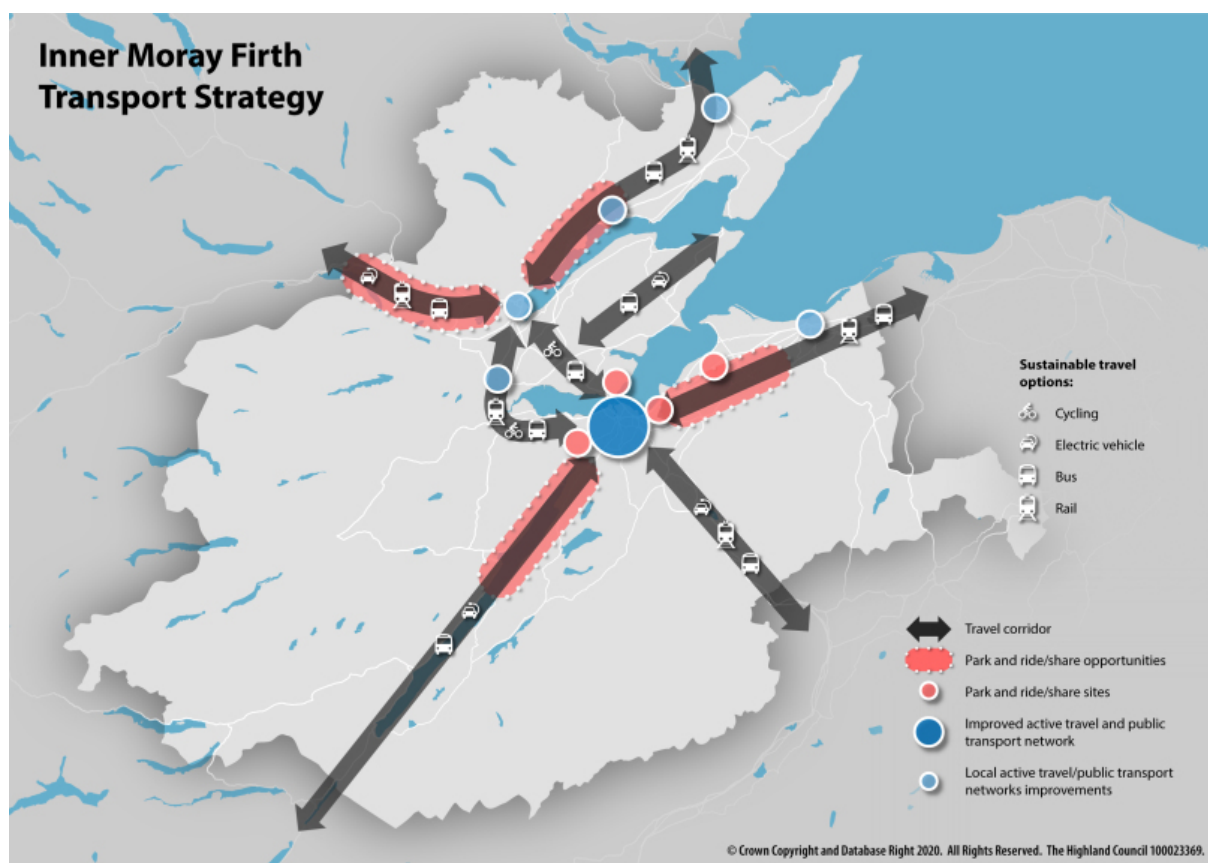 Inner Moray Firth
Transport Strategy
Sustainable travel
options:
Cycling
Electric vehicle
Bus
Rail
Travel corridor
Park and ride/share opportunities
Park and ride/share sites
Improved active travel and public
transport network
Local active travel/public transport
networks improvements
© Crown Copyright and Database Right 2020. All Rights Reserved. The Highland Council 100023369.